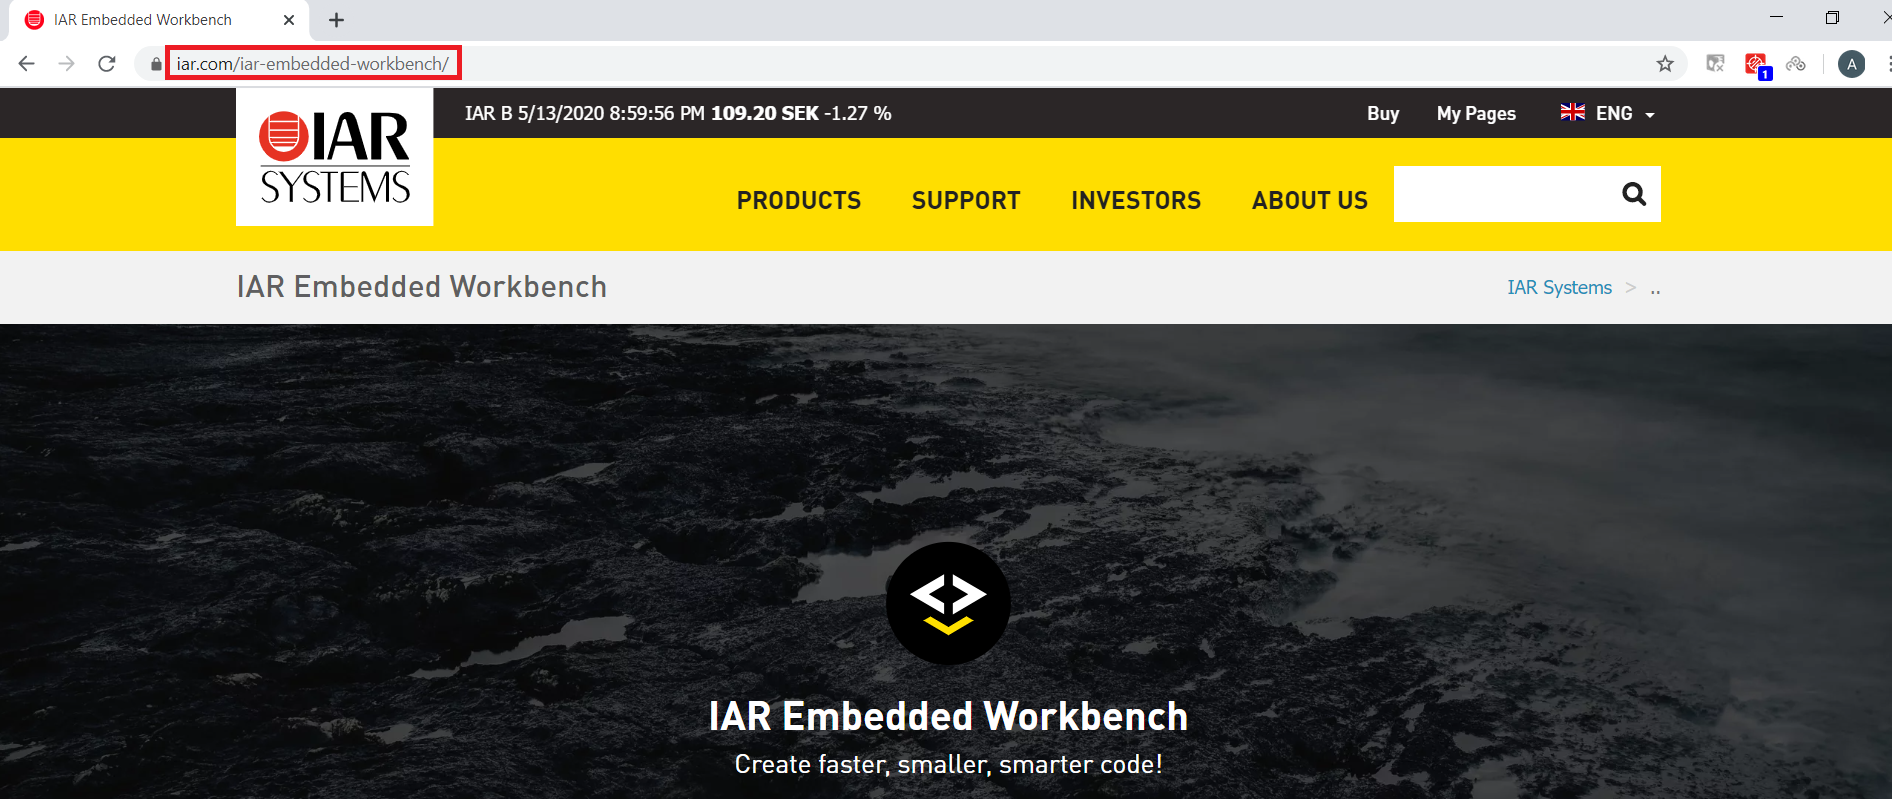 IAR Embedded Workbench
iar.com/iar-embedded-workbench/
1
A
IAR B 5/13/2020 8:59:56 PM 109.20 SEK -1.27 %
Buy My Pages ENG
IAR
SYSTEMS
PRODUCTS SUPPORT INVESTORS ABOUT US
IAR Embedded Workbench
IAR Systems > ..
IAR Embedded Workbench
Create faster, smaller, smarter code!